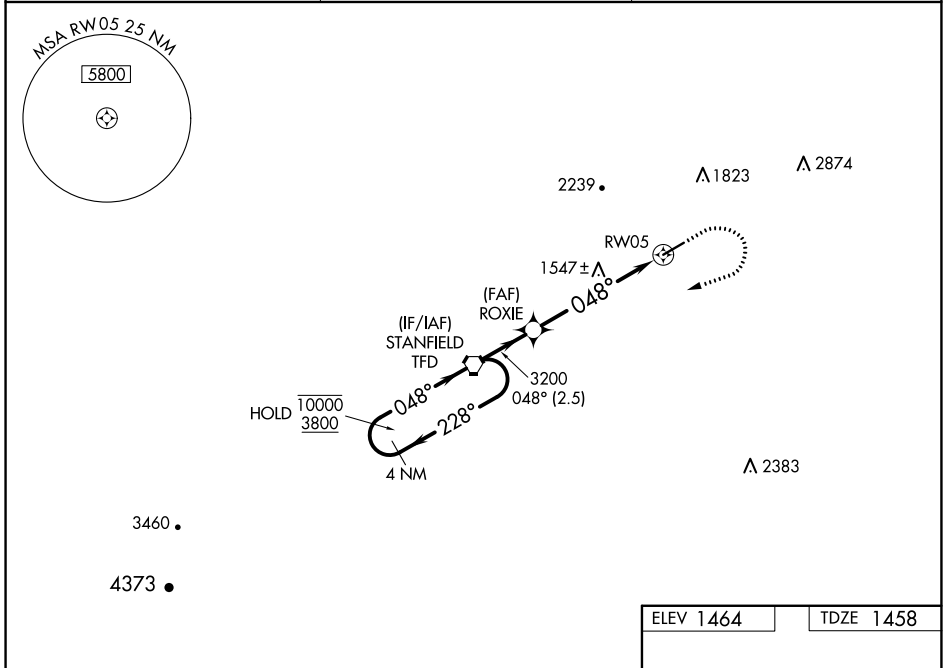 MSA RW05 25 NM
5800
2239
1823
2874
RW05
1547±
048°
(FAF)
ROXIE
(IF/IAF)
STANFIELD
TFD
3200
048° (2.5)
048°
HOLD
10000
3800
228°
4 NM
2383
3460
4373
ELEV 1464
TDZE 1458